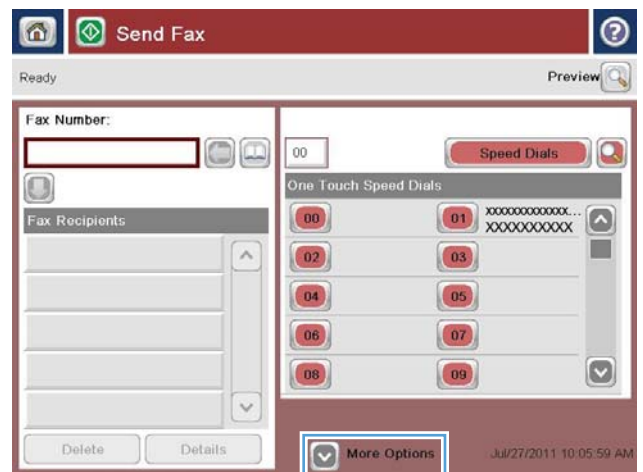 Send Fax
Ready
Preview
Fax Number:
00
Speed Dials
One Touch Speed Dials
Fax Recipients
00
01
XXXXXXXXXXXXX...
XXXXXXXXXX
02
03
04
05
06
07
08
09
Delete
Details
More Options
Jul/27/2011 10:05:59 AM